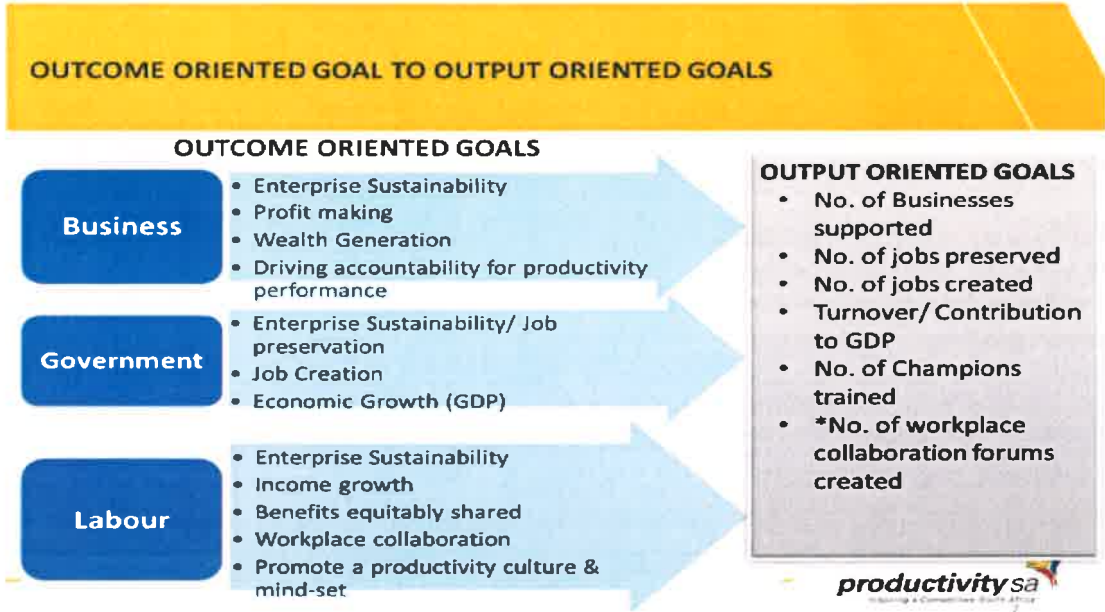 OUTCOME ORIENTED GOAL TO OUTPUT ORIENTED GOALS
OUTCOME ORIENTED GOALS
Business
• Enterprise Sustainability
• Profit making
• Wealth Generation
• Driving accountability for productivity
performance
Government
• Enterprise Sustainability/ Job
preservation
• Job Creation
• Economic Growth (GDP)
Labour
• Enterprise Sustainability
• Income growth
• Benefits equitably shared
• Workplace collaboration
• Promote a productivity culture &
mind-set
OUTPUT ORIENTED GOALS
• No. of Businesses
supported
• No. of jobs preserved
• No. of jobs created
• Turnover/ Contribution
to GDP
• No. of Champions
trained
• *No. of workplace
collaboration forums
created
productivity sa